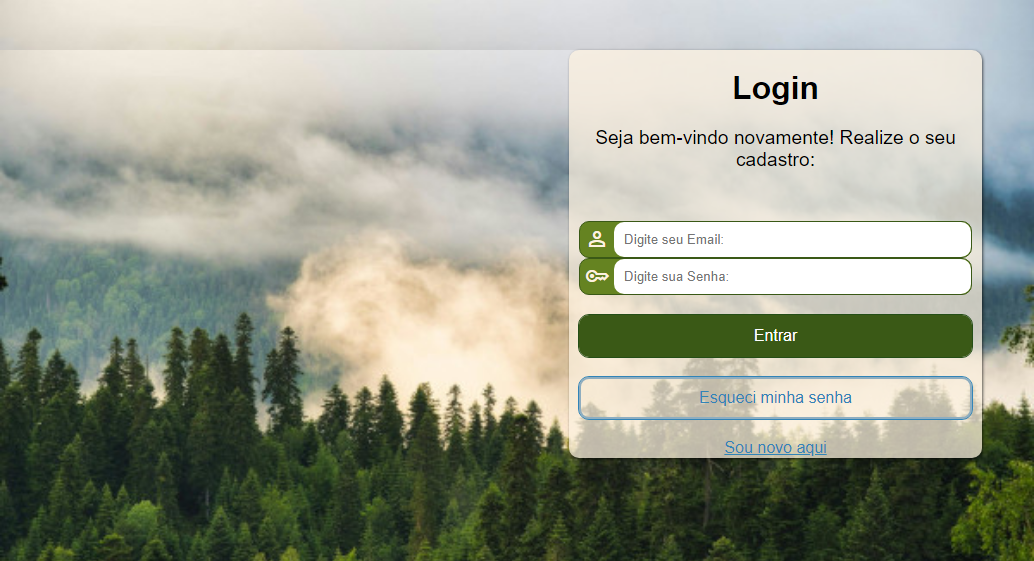 Login
Seja bem-vindo novamente! Realize o seu
cadastro:
Digite seu Email:
Digite sua Senha:
Entrar
Esqueci minha senha
Sou novo aqui